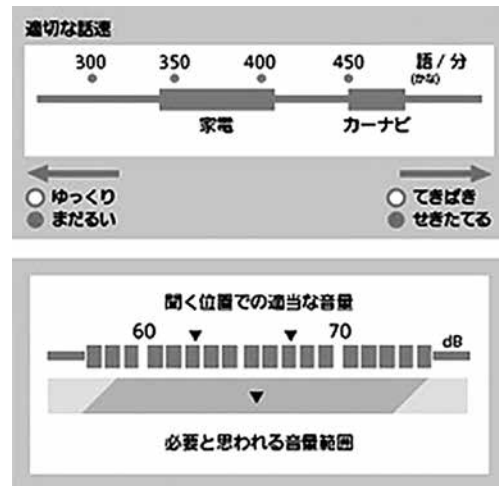 適切な話速
300 350 400 450 語 / 分
(かな)
家電 カーナビ
ゆっくり てきぱき
まだるい せきたてる
聞く位置での適当な音量
60 70 dB
必要と思われる音量範囲